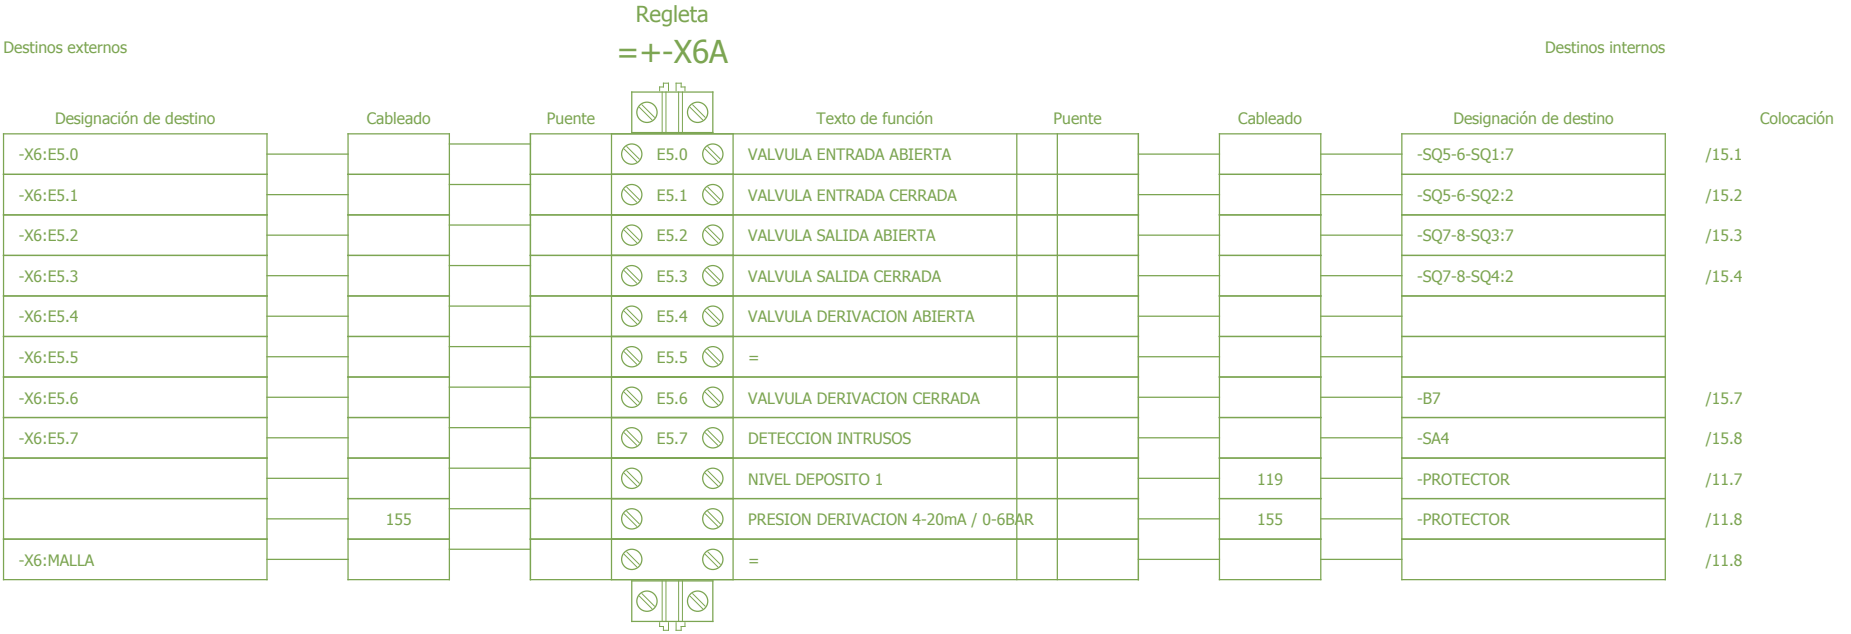 Regleta
Destinos externos =+-X6A Destinos internos
Designación de destino Cableado Puente Texto de función Puente Cableado Designación de destino Colocación
-X6:E5.0 E5.0 VALVULA ENTRADA ABIERTA -SQ5-6-SQ1:7 /15.1
-X6:E5.1 E5.1 VALVULA ENTRADA CERRADA -SQ5-6-SQ2:2 /15.2
-X6:E5.2 E5.2 VALVULA SALIDA ABIERTA -SQ7-8-SQ3:7 /15.3
-X6:E5.3 E5.3 VALVULA SALIDA CERRADA -SQ7-8-SQ4:2 /15.4
-X6:E5.4 E5.4 VALVULA DERIVACION ABIERTA
-X6:E5.5 E5.5 =
-X6:E5.6 E5.6 VALVULA DERIVACION CERRADA -B7 /15.7
-X6:E5.7 E5.7 DETECCION INTRUSOS -SA4 /15.8
NIVEL DEPOSITO 1 119 -PROTECTOR /11.7
155 PRESION DERIVACION 4-20mA / 0-6BAR 155 -PROTECTOR /11.8
-X6:MALLA = /11.8